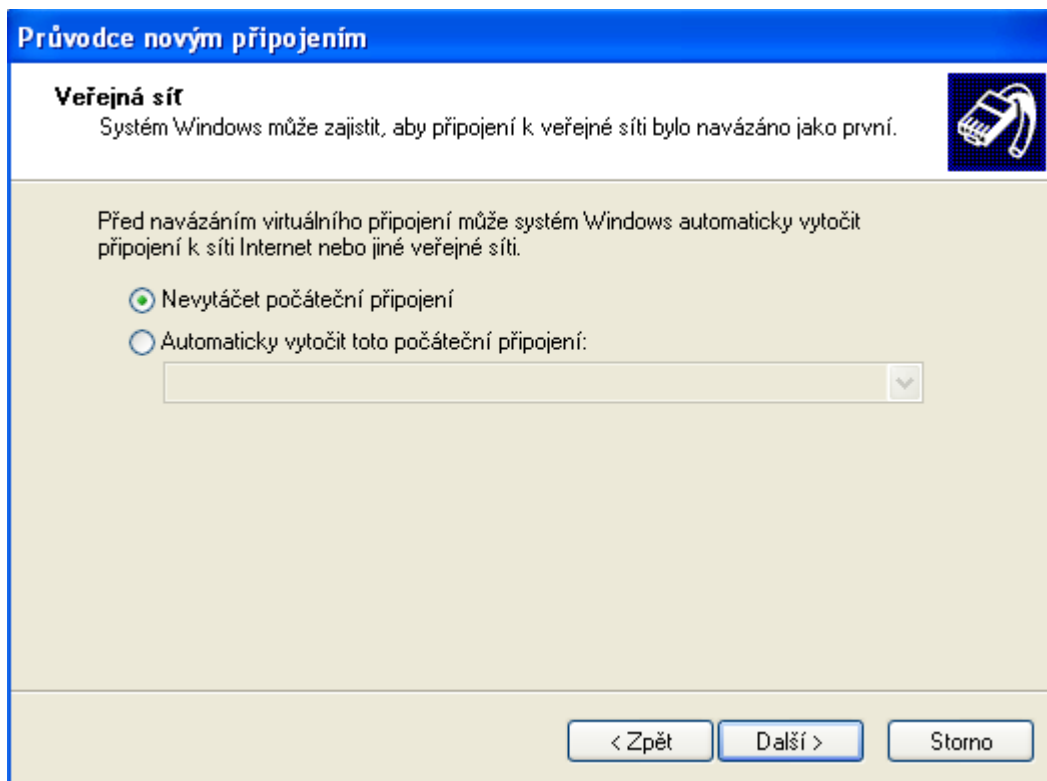 Průvodce novým připojením
Veřejná síť
Systém Windows může zajistit, aby připojení k veřejné síti bylo navázáno jako první.
Před navázáním virtuálního připojení může systém Windows automaticky vytočit
připojení k síti Internet nebo jiné veřejné síti.
Nevytáčet počáteční připojení
Automaticky vytočit toto počáteční připojení:
< Zpět
Další >
Storno